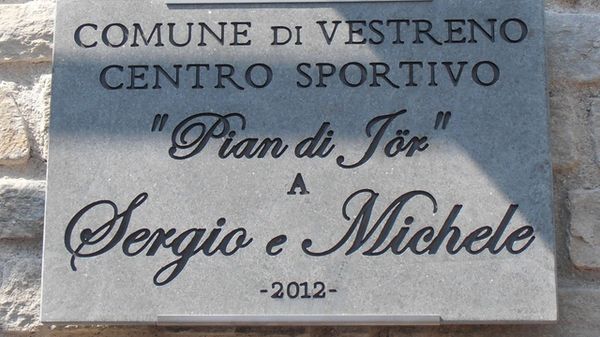 COMUNE DI VESTRENO
CENTRO SPORTIVO
"Pian di Jör"
A
Sergio e Michele
-2012-